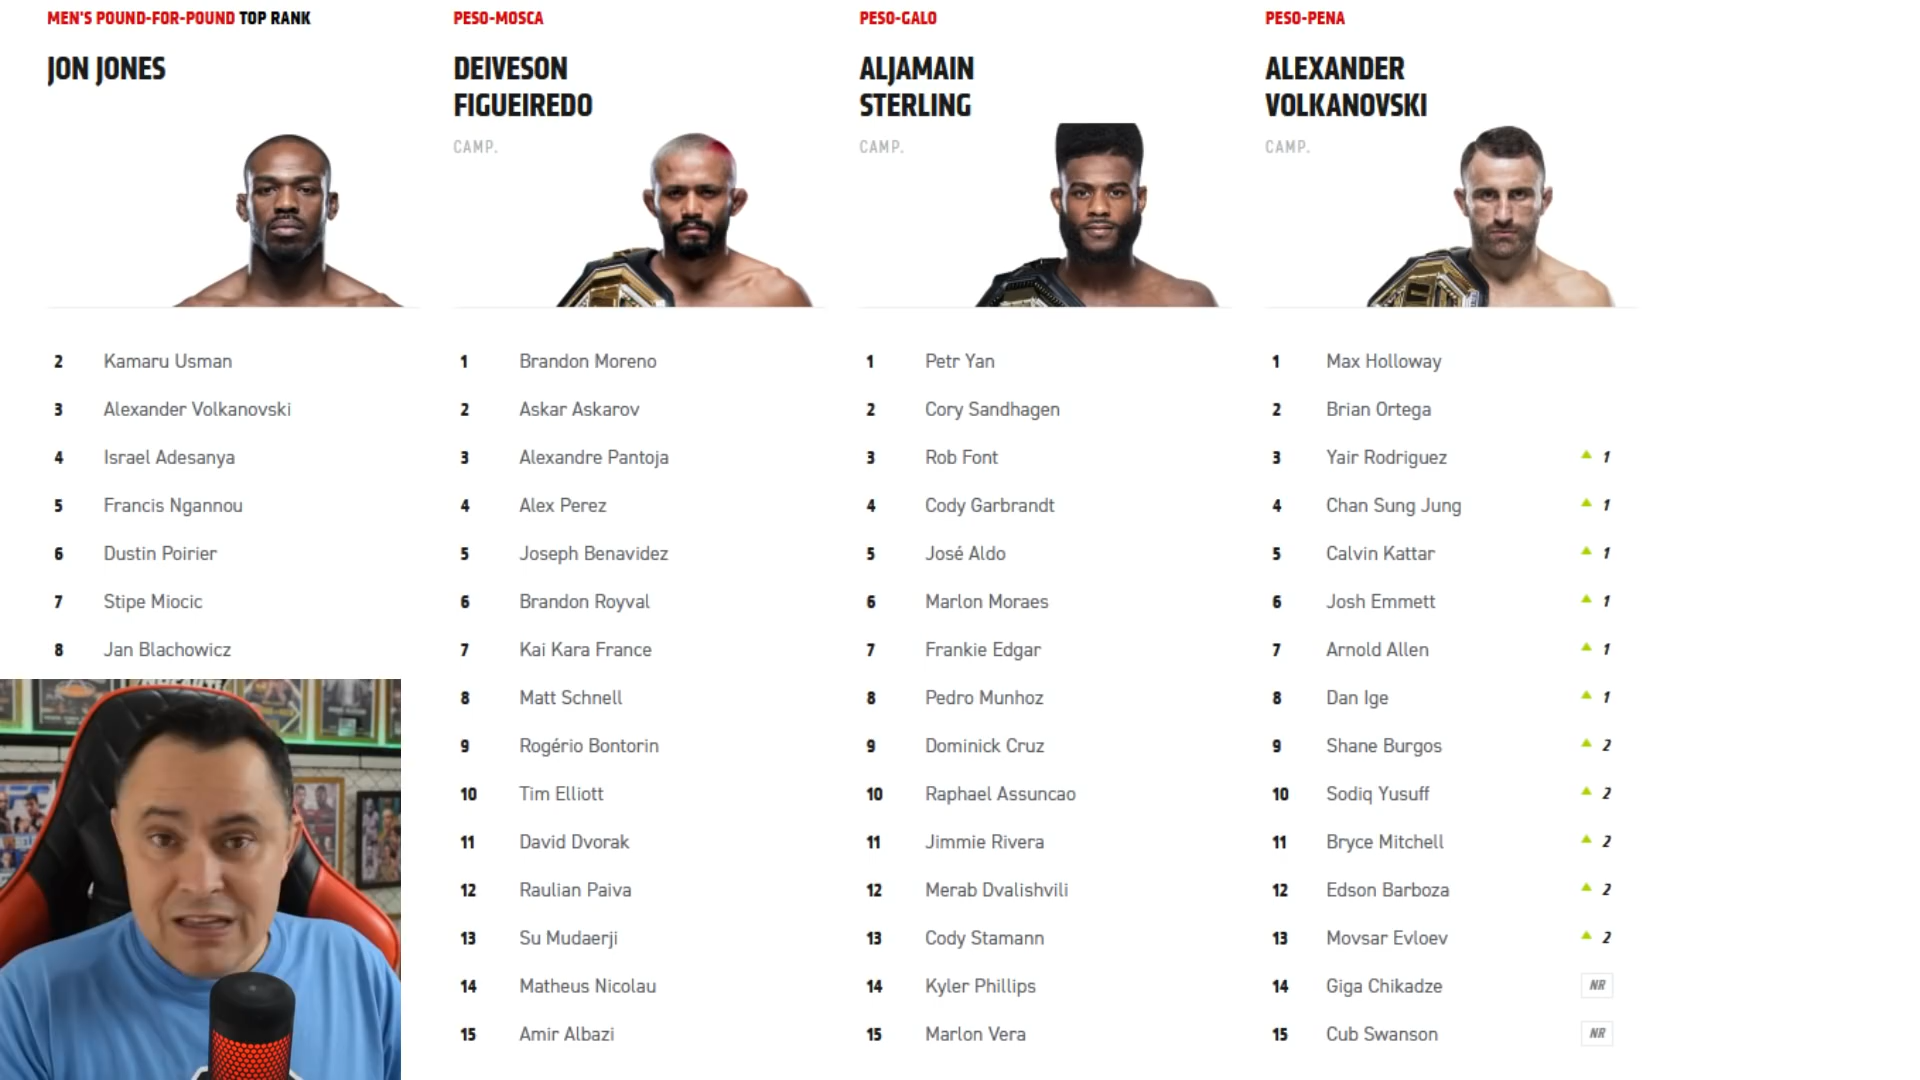 MEN'S POUND-FOR-POUND TOP RANK
JON JONES
2 Kamaru Usman
3 Alexander Volkanovski
4 Israel Adesanya
5 Francis Ngannou
6 Dustin Poirier
7 Stipe Miocic
8 Jan Blachowicz
PESO-MOSCA
DEIVESON
FIGUEIREDO
CAMP.
1 Brandon Moreno
2 Askar Askarov
3 Alexandre Pantoja
4 Alex Perez
5 Joseph Benavidez
6 Brandon Royval
7 Kai Kara France
8 Matt Schnell
9 Rogério Bontorin
10 Tim Elliott
11 David Dvorak
12 Raulian Paiva
13 Su Mudaerji
14 Matheus Nicolau
15 Amir Albazi
PESO-GALO
ALJAMAIN
STERLING
CAMP.
1 Petr Yan
2 Cory Sandhagen
3 Rob Font
4 Cody Garbrandt
5 José Aldo
6 Marlon Moraes
7 Frankie Edgar
8 Pedro Munhoz
9 Dominick Cruz
10 Raphael Assuncao
11 Jimmie Rivera
12 Merab Dvalishvili
13 Cody Stamann
14 Kyler Phillips
15 Marlon Vera
PESO-PENA
ALEXANDER
VOLKANOVSKI
CAMP.
1 Max Holloway
2 Brian Ortega
3 Yair Rodriguez 1
4 Chan Sung Jung 1
5 Calvin Kattar 1
6 Josh Emmett 1
7 Arnold Allen 1
8 Dan Ige 1
9 Shane Burgos 2
10 Sodiq Yusuff 2
11 Bryce Mitchell 2
12 Edson Barboza 2
13 Movsar Evloev 2
14 Giga Chikadze NR
15 Cub Swanson NR